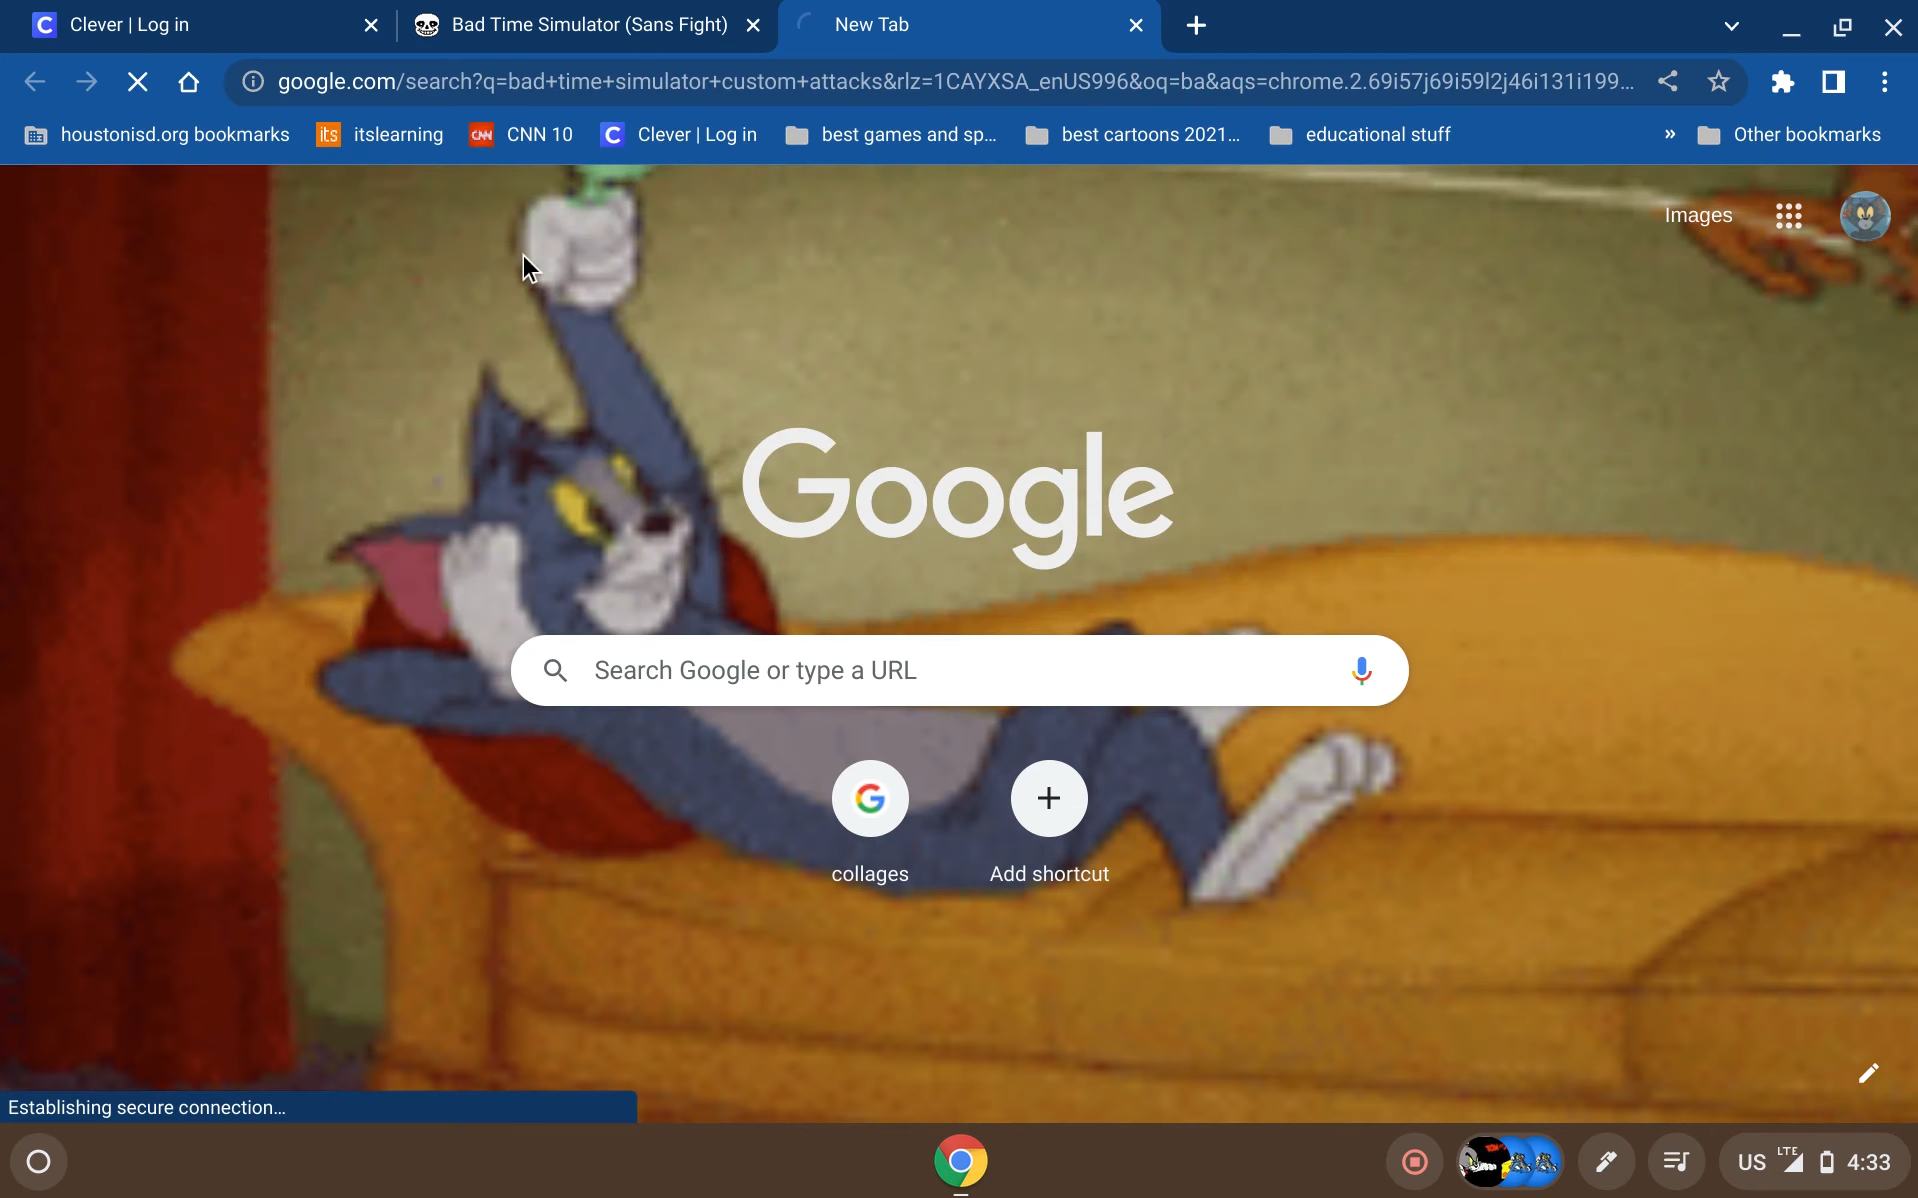 Clever | Log in
Bad Time Simulator (Sans Fight)
New Tab
google.com/search?q=bad+time+simulator+custom+attacks&rlz=1CAYXSA_enUS996&oq=ba&aqs=chrome.2.69i57j69i59l2j46i131i199...
houstonisd.org bookmarks
its itslearning
CNN CNN 10
Clever | Log in
best games and sp...
best cartoons 2021...
educational stuff
» Other bookmarks
Images
Google
Search Google or type a URL
collages
Add shortcut
Establishing secure connection...
US LTE 4:33